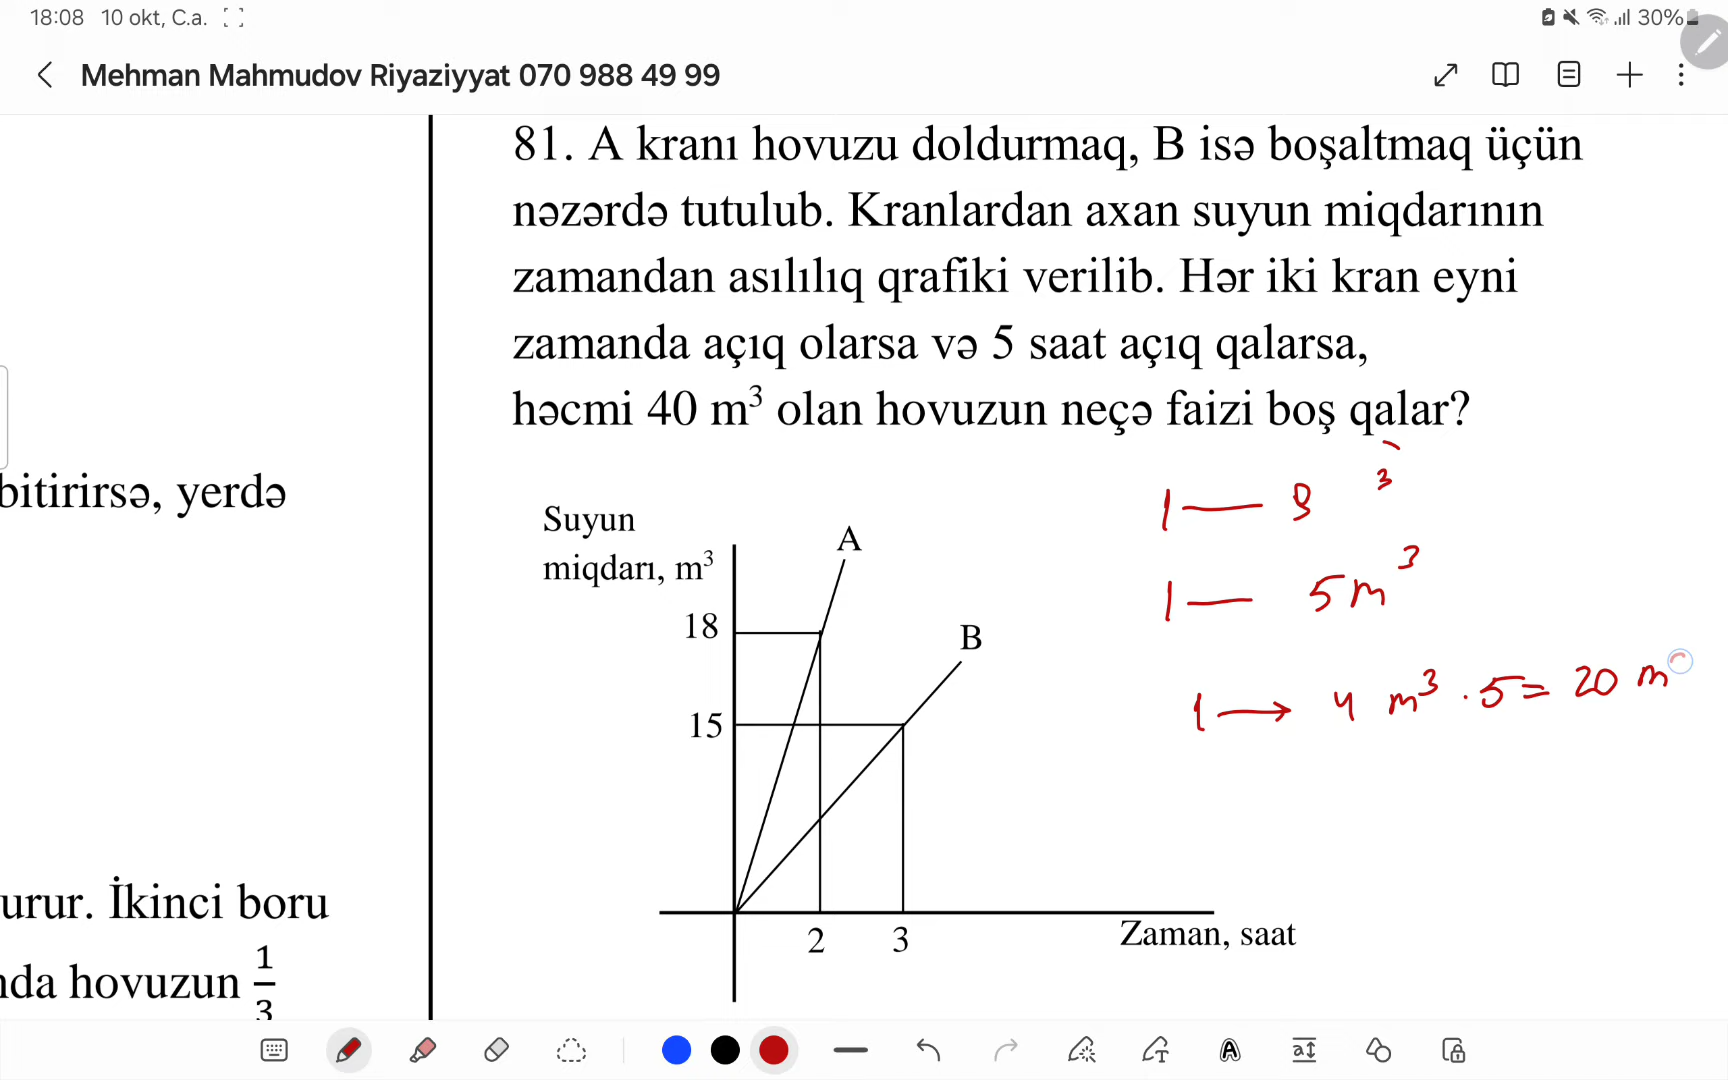 18:08 10 okt, C.a.
30%
Mehman Mahmudov Riyaziyyat 070 988 49 99
bitirirsə, yerdə
urur. İkinci boru
nda hovuzun 1/3
81. A kranı hovuzu doldurmaq, B isə boşaltmaq üçün
nəzərdə tutulub. Kranlardan axan suyun miqdarının
zamandan asılılıq qrafiki verilib. Hər iki kran eyni
zamanda açıq olarsa və 5 saat açıq qalarsa,
həcmi 40 m³ olan hovuzun neçə faizi boş qalar?
Suyun
miqdarı, m³
A
18
B
15
2 3
Zaman, saat
1 — 9 ³
1 — 5 m³
1 → 4 m³ · 5 = 20 m